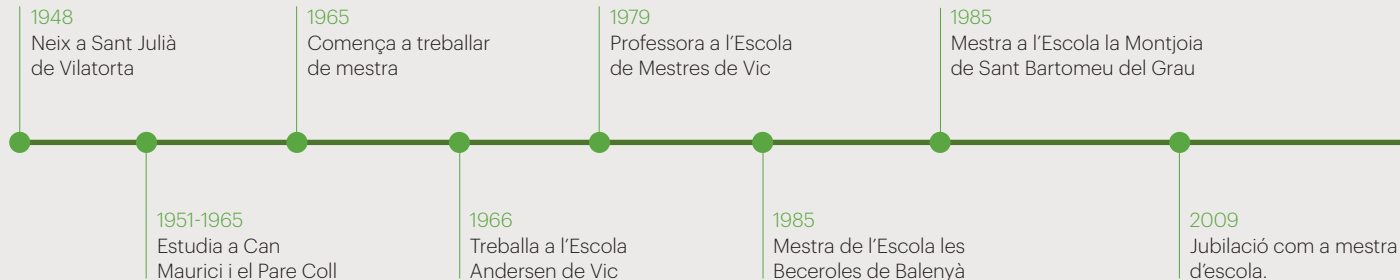 1948
Neix a Sant Julià
de Vilatorta
1951-1965
Estudia a Can
Maurici i el Pare Coll
1965
Comença a treballar
de mestra
1966
Treballa a l’Escola
Andersen de Vic
1979
Professora a l’Escola
de Mestres de Vic
1985
Mestra de l’Escola les
Beceroles de Balenyà
1985
Mestra a l’Escola la Montjoia
de Sant Bartomeu del Grau
2009
Jubilació com a mestra
d’escola.